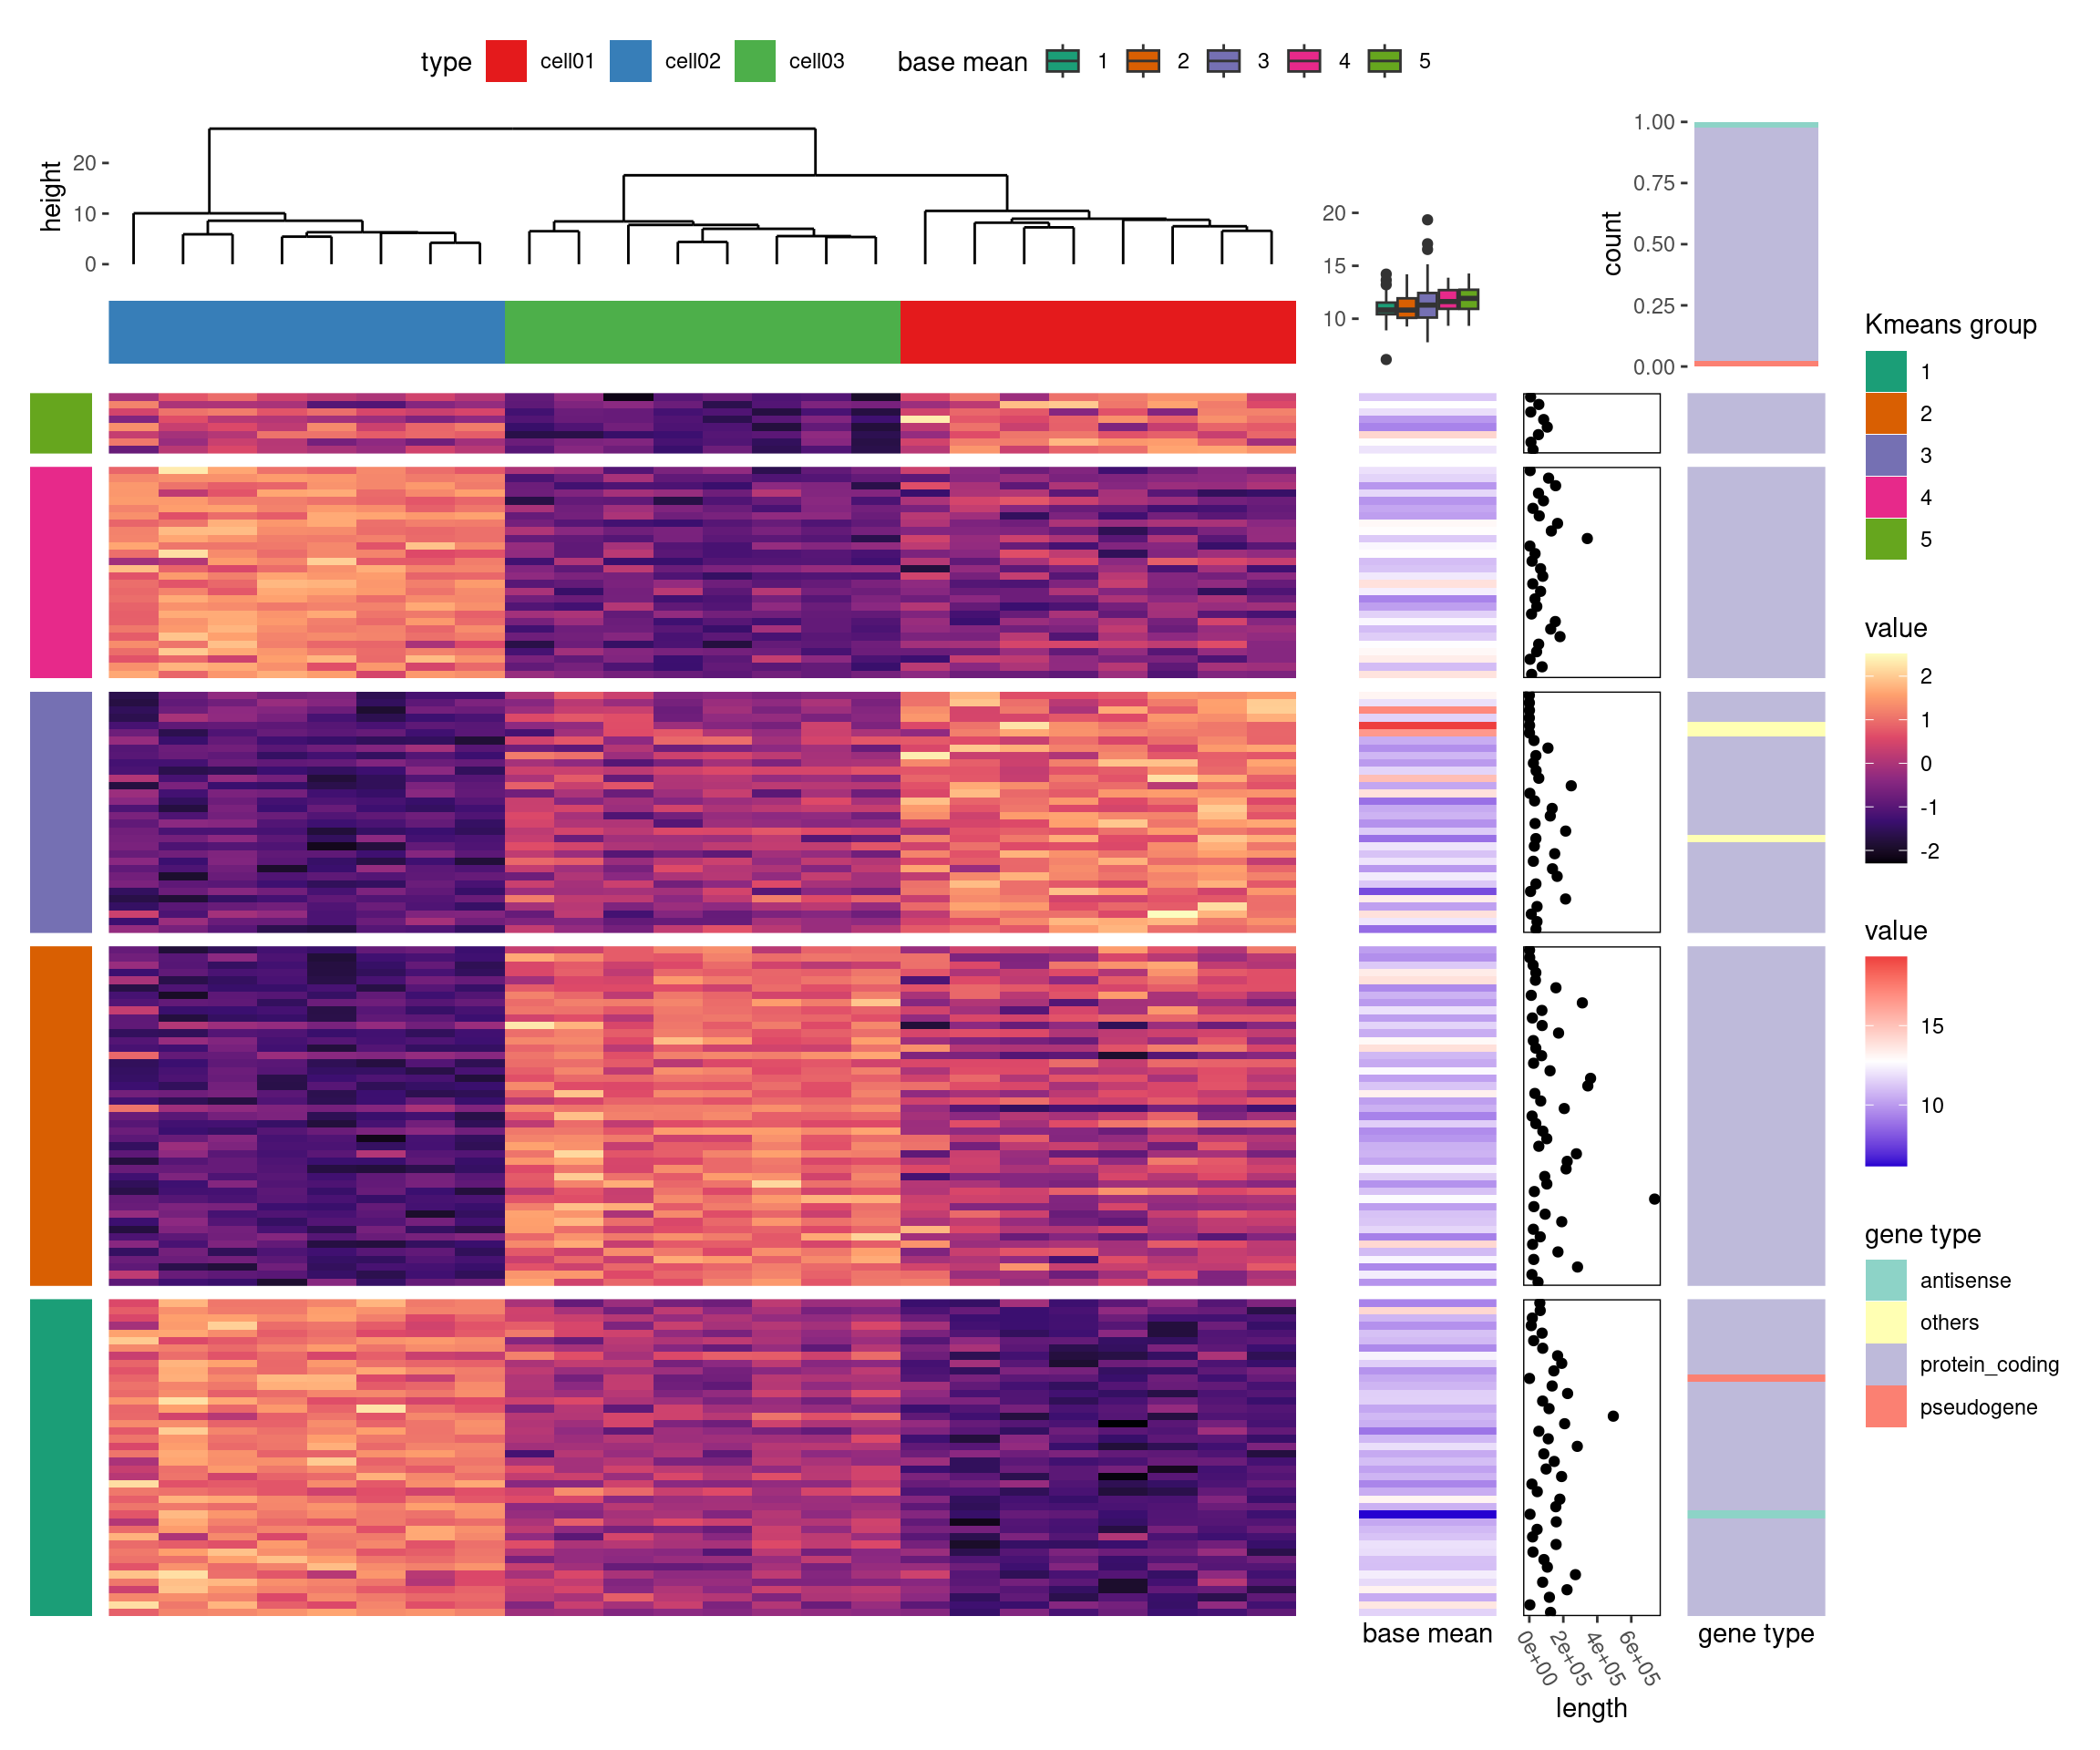 type cell01 cell02 cell03 base mean 1 2 3 4 5
height
20
10
0
20
15
10
count
1.00
0.75
0.50
0.25
0.00
Kmeans group
1
2
3
4
5
value
2
1
0
-1
-2
value
15
10
gene type
antisense
others
protein_coding
pseudogene
base mean
0e+00 2e+05 4e+05 6e+05
length
gene type